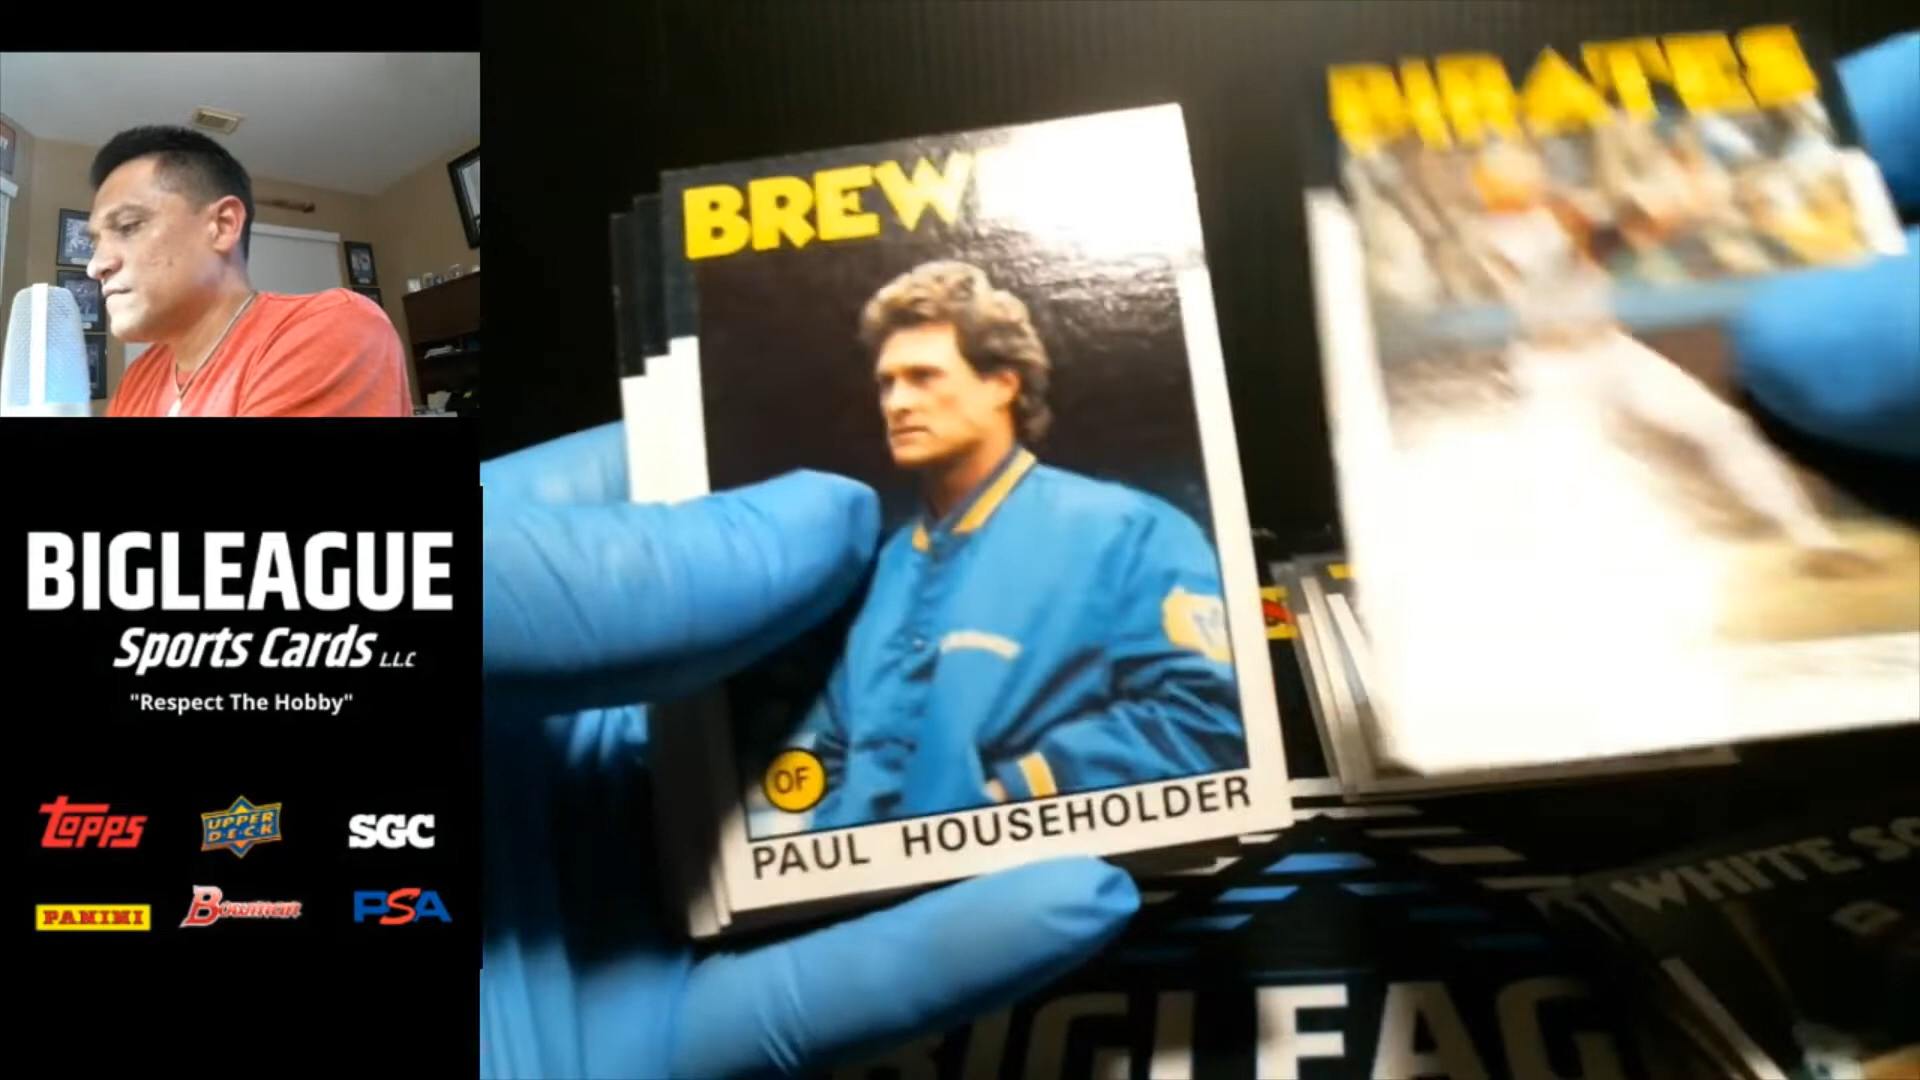 BIGLEAGUE
Sports Cards LLC
"Respect The Hobby"
Topps
UPPER DECK
SGC
PANINI
Bowman
PSA
BREW
OF
PAUL HOUSEHOLDER
PIRATES
WHITE SO
BIGLEAG